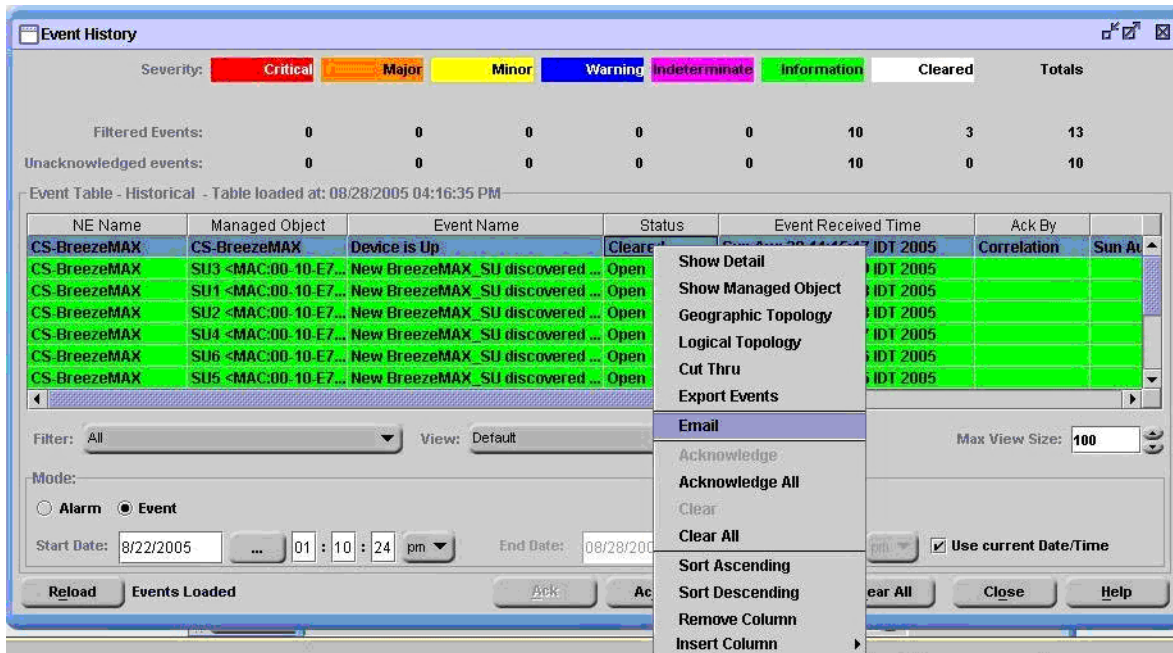 Event History
Severity: Critical Major Minor Warning Indeterminate Information Cleared Totals
Filtered Events: 0 0 0 0 0 10 3 13
Unacknowledged events: 0 0 0 0 0 10 0 10
Event Table - Historical - Table loaded at: 08/28/2005 04:16:35 PM
NE Name Managed Object Event Name Status Event Received Time Ack By
CS-BreezeMAX CS-BreezeMAX Device is Up Cleared IDT 2005 Correlation Sun Au
CS-BreezeMAX SU3 <MAC:00-10-E7... New BreezeMAX_SU discovered ... Open IDT 2005
CS-BreezeMAX SU1 <MAC:00-10-E7... New BreezeMAX_SU discovered ... Open IDT 2005
CS-BreezeMAX SU2 <MAC:00-10-E7... New BreezeMAX_SU discovered ... Open IDT 2005
CS-BreezeMAX SU4 <MAC:00-10-E7... New BreezeMAX_SU discovered ... Open IDT 2005
CS-BreezeMAX SU6 <MAC:00-10-E7... New BreezeMAX_SU discovered ... Open IDT 2005
CS-BreezeMAX SU5 <MAC:00-10-E7... New BreezeMAX_SU discovered ... Open IDT 2005
Show Detail
Show Managed Object
Geographic Topology
Logical Topology
Cut Thru
Export Events
Email
Acknowledge
Acknowledge All
Clear
Clear All
Sort Ascending
Sort Descending
Remove Column
Insert Column
Filter: All View: Default Max View Size: 100
Mode:
Alarm Event
Start Date: 8/22/2005 ... 01 : 10 : 24 pm End Date: 08/28/200 pm Use current Date/Time
Reload Events Loaded Ack Ac ear All Close Help